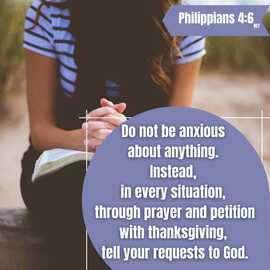 Philippians 4:6
NET
Do not be anxious
about anything.
Instead,
in every situation,
through prayer and petition
with thanksgiving,
tell your requests to God.